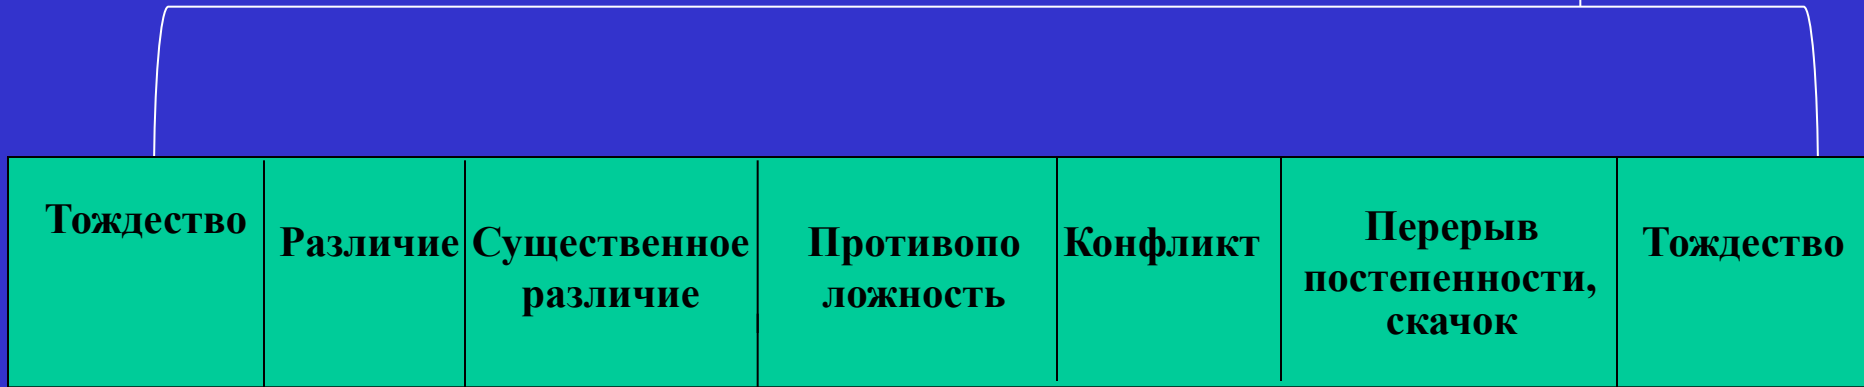 Тождество
Различие
Существенное
различие
Противопо
ложность
Конфликт
Перерыв
постепенности,
скачок
Тождество